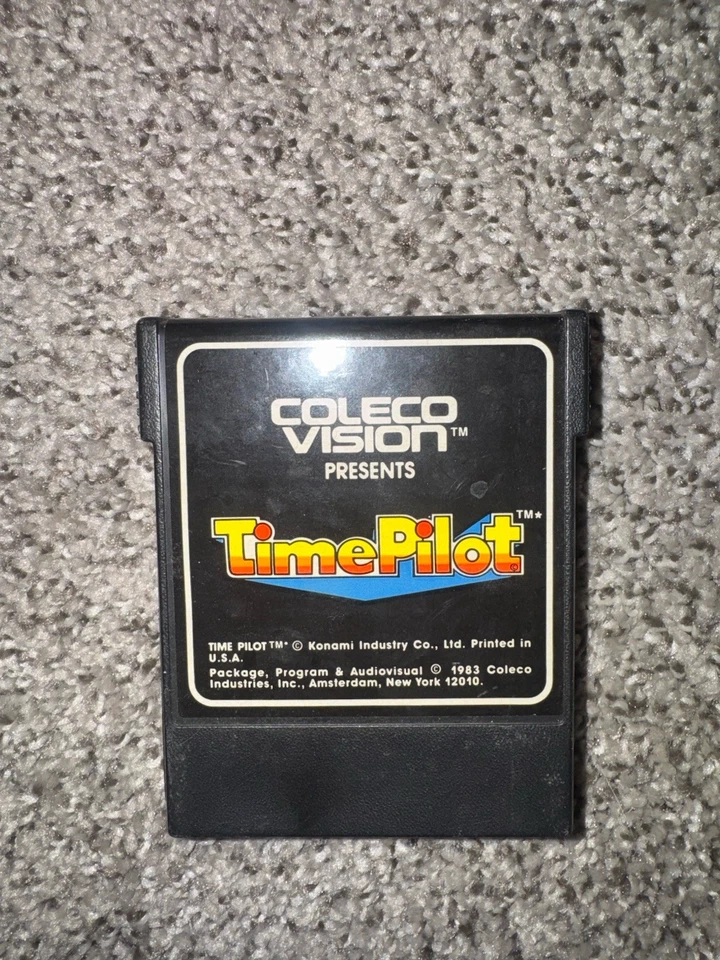 COLECO
VISION™
PRESENTS
TimePilot™*
©
TIME PILOT™* © Konami Industry Co., Ltd. Printed in
U.S.A.
Package, Program & Audiovisual © 1983 Coleco
Industries, Inc., Amsterdam, New York 12010.